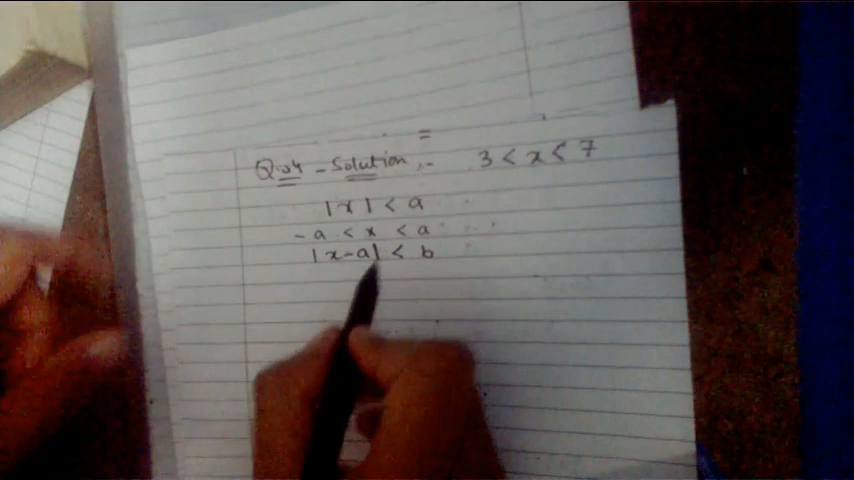 =
Q.04 - Solution :- 3 < x < 7
|x| < a
-a < x < a
|x-a| < b